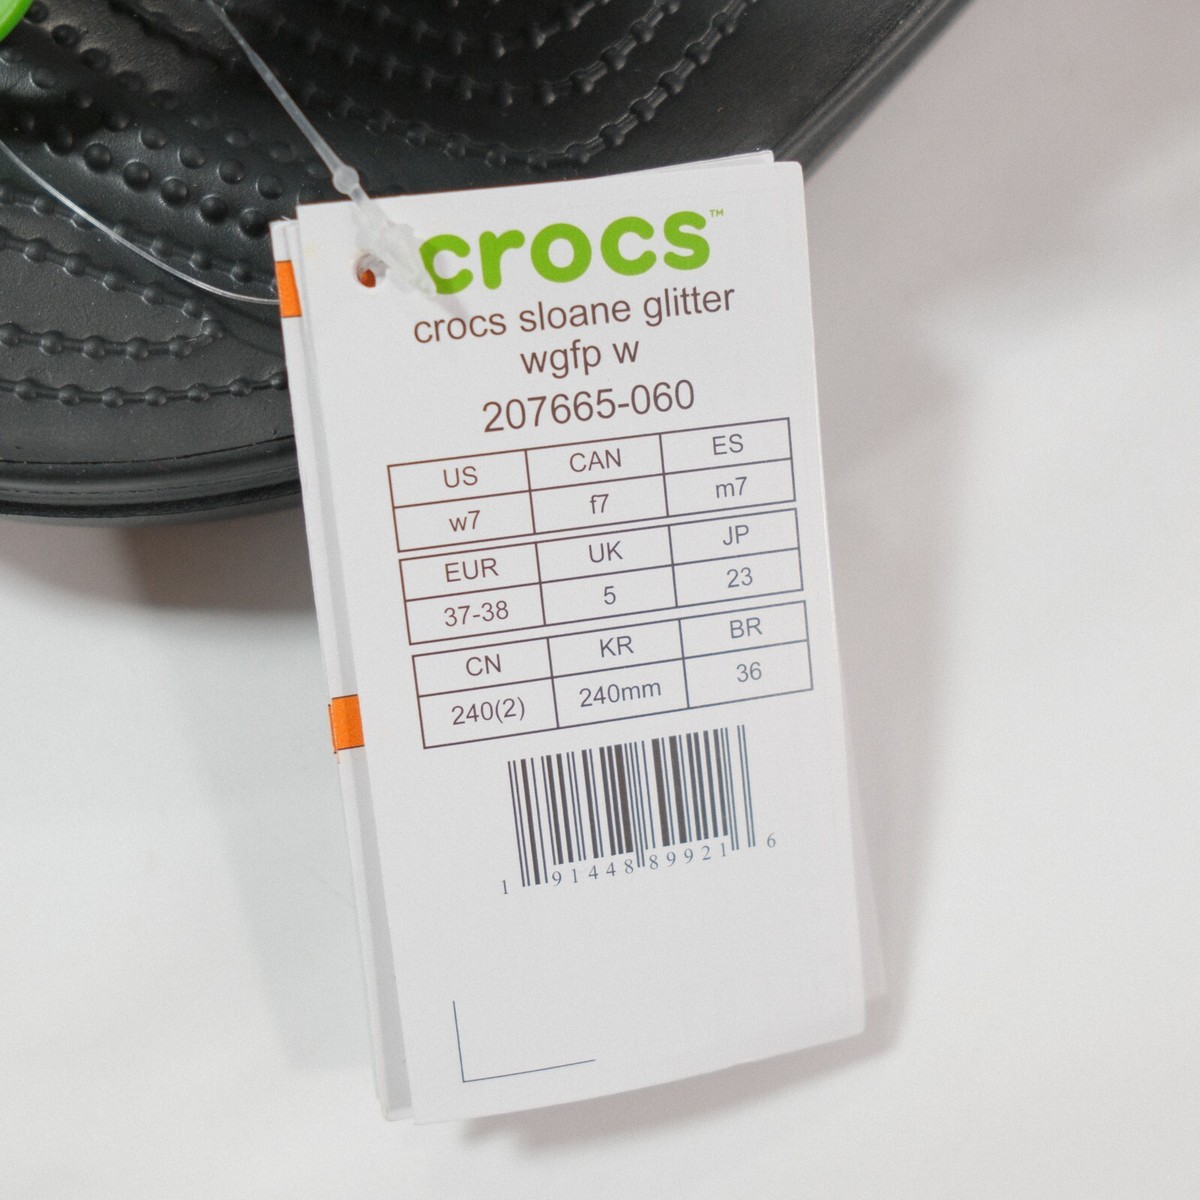 crocs™
crocs sloane glitter
wgfp w
207665-060
US CAN ES
w7 f7 m7
EUR UK JP
37-38 5 23
CN KR BR
240(2) 240mm 36
1 91448 89921 6